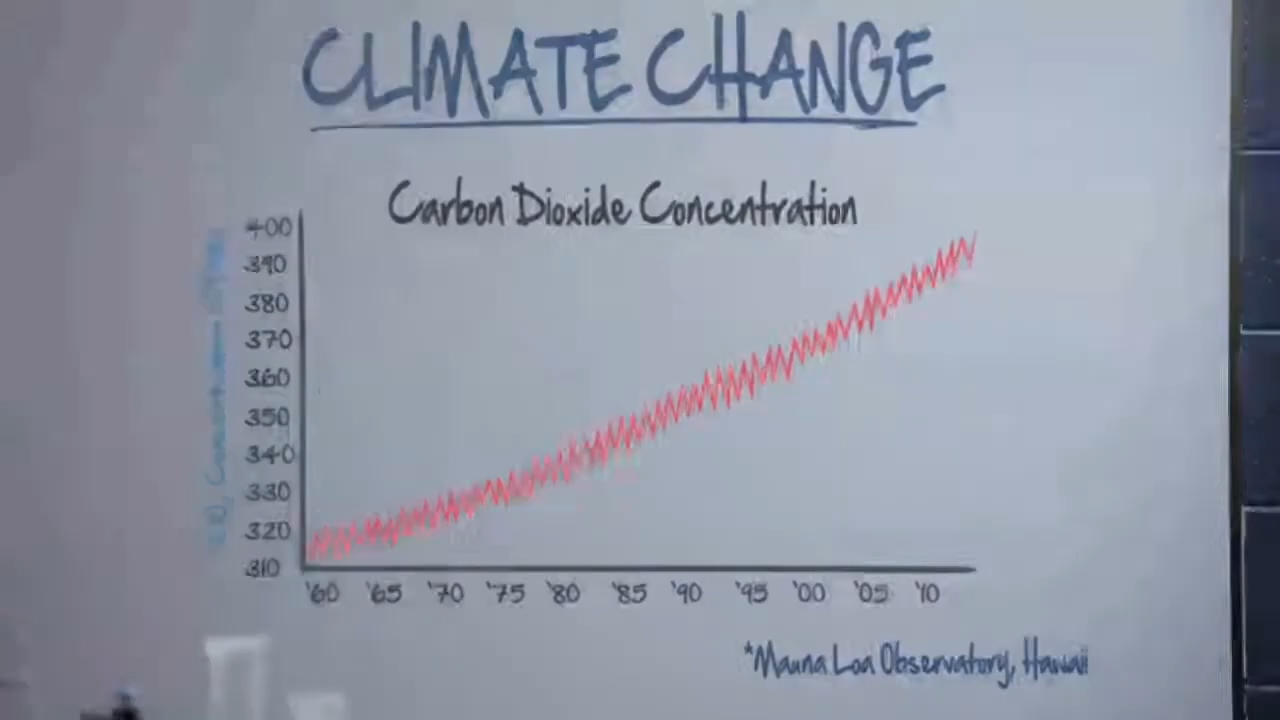 CLIMATE CHANGE
Carbon Dioxide Concentration
400
390
380
370
360
350
340
330
320
310
'60 '65 '70 '75 '80 '85 '90 '95 '00 '05 '10
*Mauna Loa Observatory, Hawaii